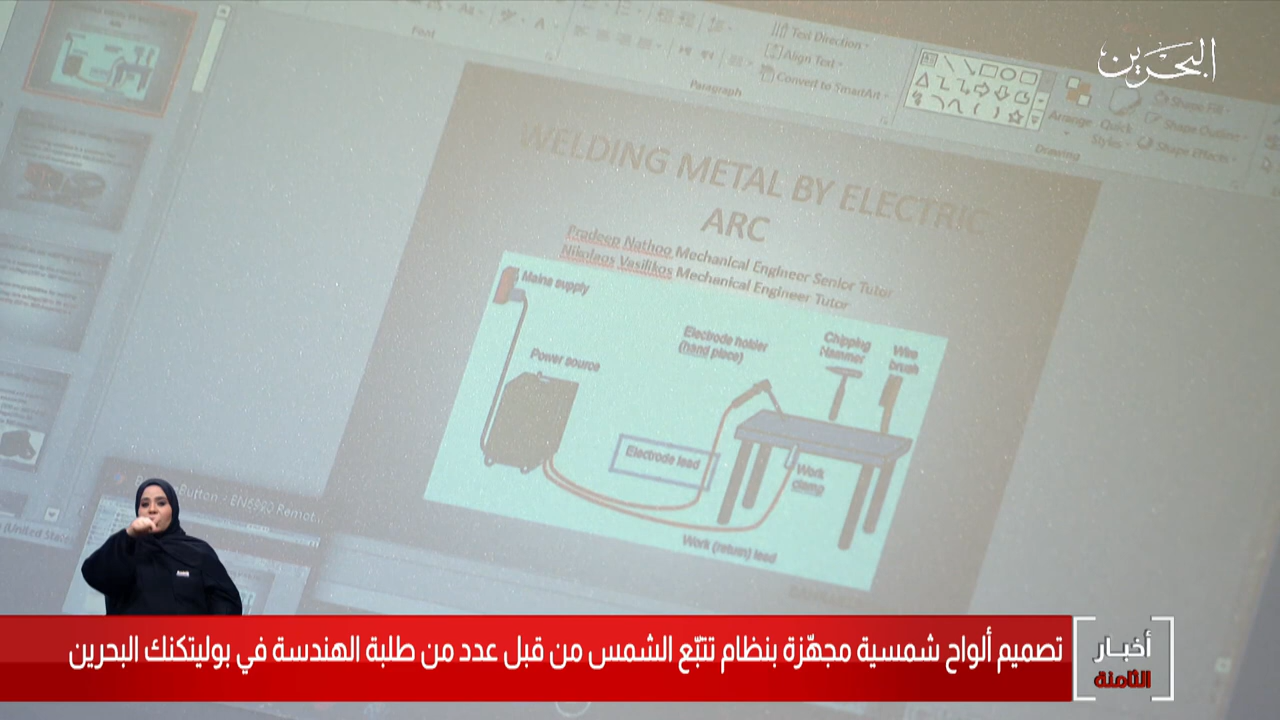 البحرين
Font
Paragraph
Text Direction
Align Text
Convert to SmartArt
Arrange
Quick
Styles
Shape Fill
Shape Outline
Shape Effects
Drawing
WELDING METAL BY ELECTRIC
ARC
Pradeep Nathoo Mechanical Engineer Senior Tutor
Nikolaos Vasilikos Mechanical Engineer Tutor
Mains supply
Power source
Electrode holder
(hand piece)
Chipping
Hammer
Wire
brush
Electrode lead
Work
clamp
Work (return) lead
تصميم ألواح شمسية مجهّزة بنظام تتبّع الشمس من قبل عدد من طلبة الهندسة في بوليتكنك البحرين
أخبار
الثامنة